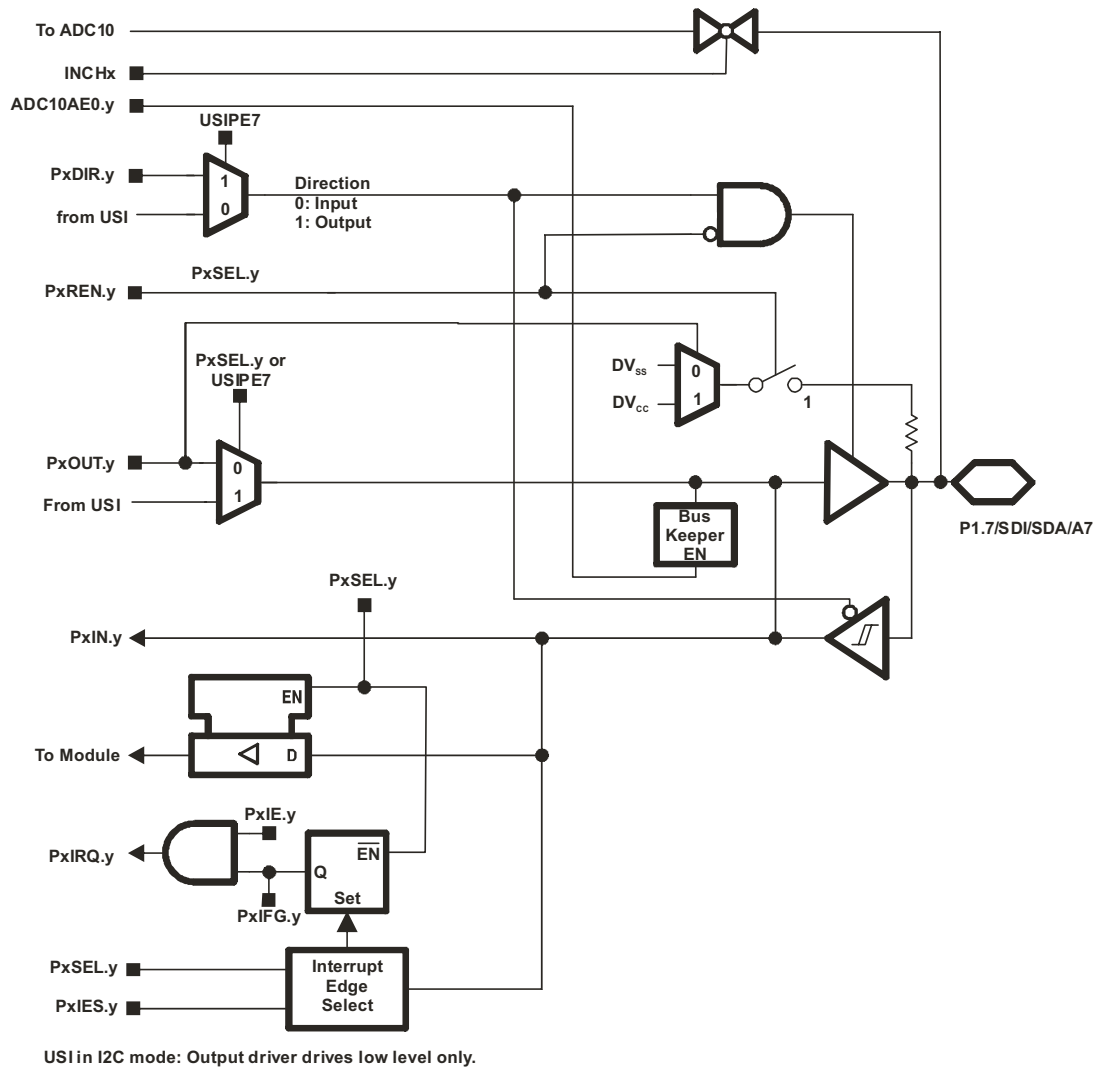 To ADC10
INCHx
ADC10AE0.y
USIPE7
PxDIR.y
1
from USI
0
Direction
0: Input
1: Output
PxSEL.y
PxREN.y
PxSEL.y or
USIPE7
DVss
0
DVcc
1
1
PxOUT.y
0
From USI
1
Bus
Keeper
EN
P1.7/SDI/SDA/A7
PxSEL.y
PxIN.y
EN
To Module
D
PxIE.y
PxIRQ.y
EN
Q
Set
PxIFG.y
PxSEL.y
PxIES.y
Interrupt
Edge
Select
USI in I2C mode: Output driver drives low level only.